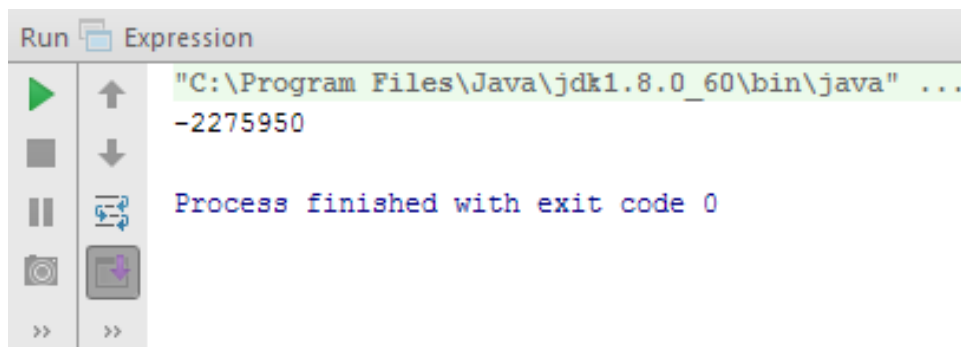 Run Expression
"C:\Program Files\Java\jdk1.8.0_60\bin\java" ...
-2275950
Process finished with exit code 0